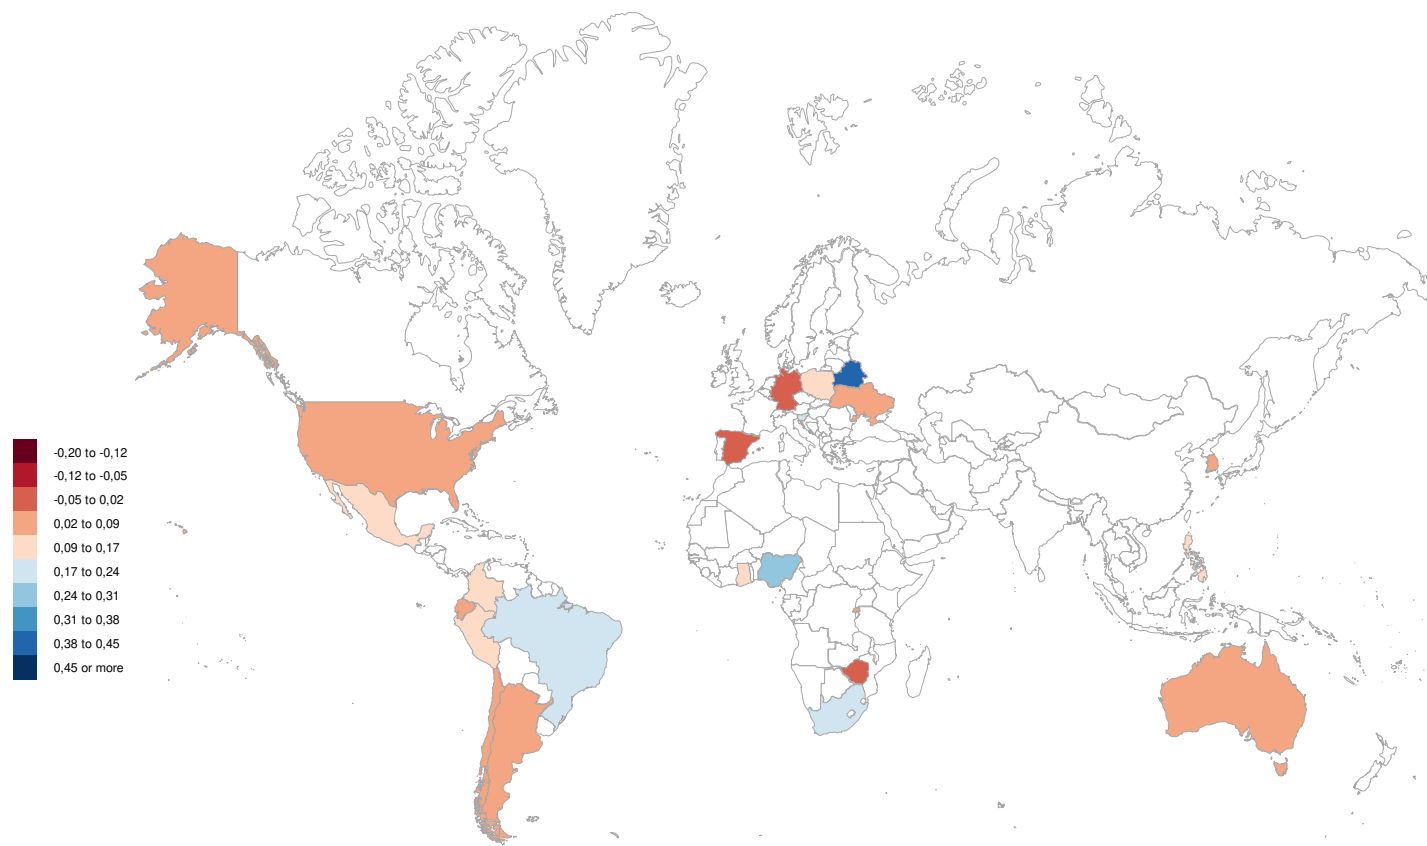 -0,20 to -0,12
-0,12 to -0,05
-0,05 to 0,02
0,02 to 0,09
0,09 to 0,17
0,17 to 0,24
0,24 to 0,31
0,31 to 0,38
0,38 to 0,45
0,45 or more